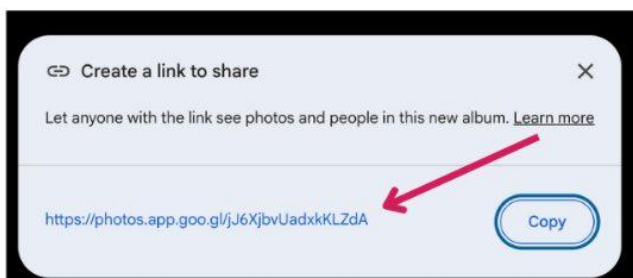 Create a link to share
Let anyone with the link see photos and people in this new album. Learn more
https://photos.app.goo.gl/jJ6XjbvUadxkKLZdA
Copy